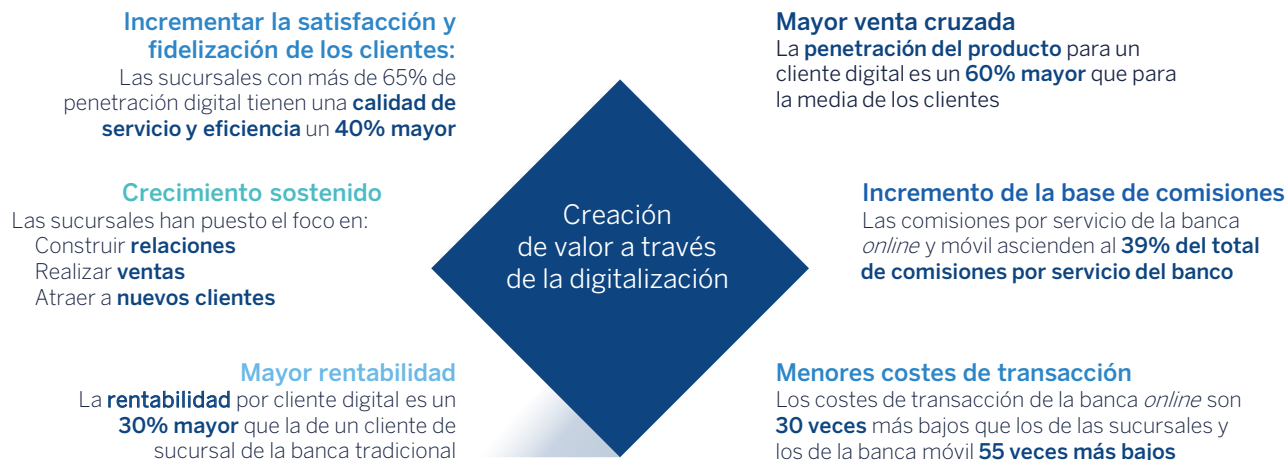 Incrementar la satisfacción y
fidelización de los clientes:
Las sucursales con más de 65% de
penetración digital tienen una calidad de
servicio y eficiencia un 40% mayor
Crecimiento sostenido
Las sucursales han puesto el foco en:
Construir relaciones
Realizar ventas
Atraer a nuevos clientes
Mayor rentabilidad
La rentabilidad por cliente digital es un
30% mayor que la de un cliente de
sucursal de la banca tradicional
Creación
de valor a través
de la digitalización
Mayor venta cruzada
La penetración del producto para un
cliente digital es un 60% mayor que para
la media de los clientes
Incremento de la base de comisiones
Las comisiones por servicio de la banca
online y móvil ascienden al 39% del total
de comisiones por servicio del banco
Menores costes de transacción
Los costes de transacción de la banca online son
30 veces más bajos que los de las sucursales y
los de la banca móvil 55 veces más bajos